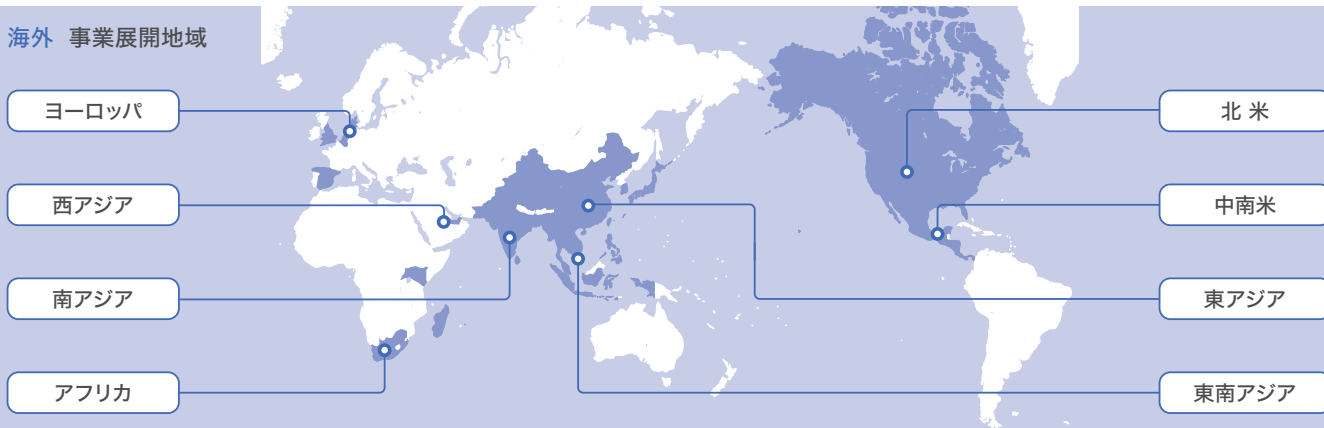 海外 事業展開地域
ヨーロッパ
西アジア
南アジア
アフリカ
北 米
中南米
東アジア
東南アジア